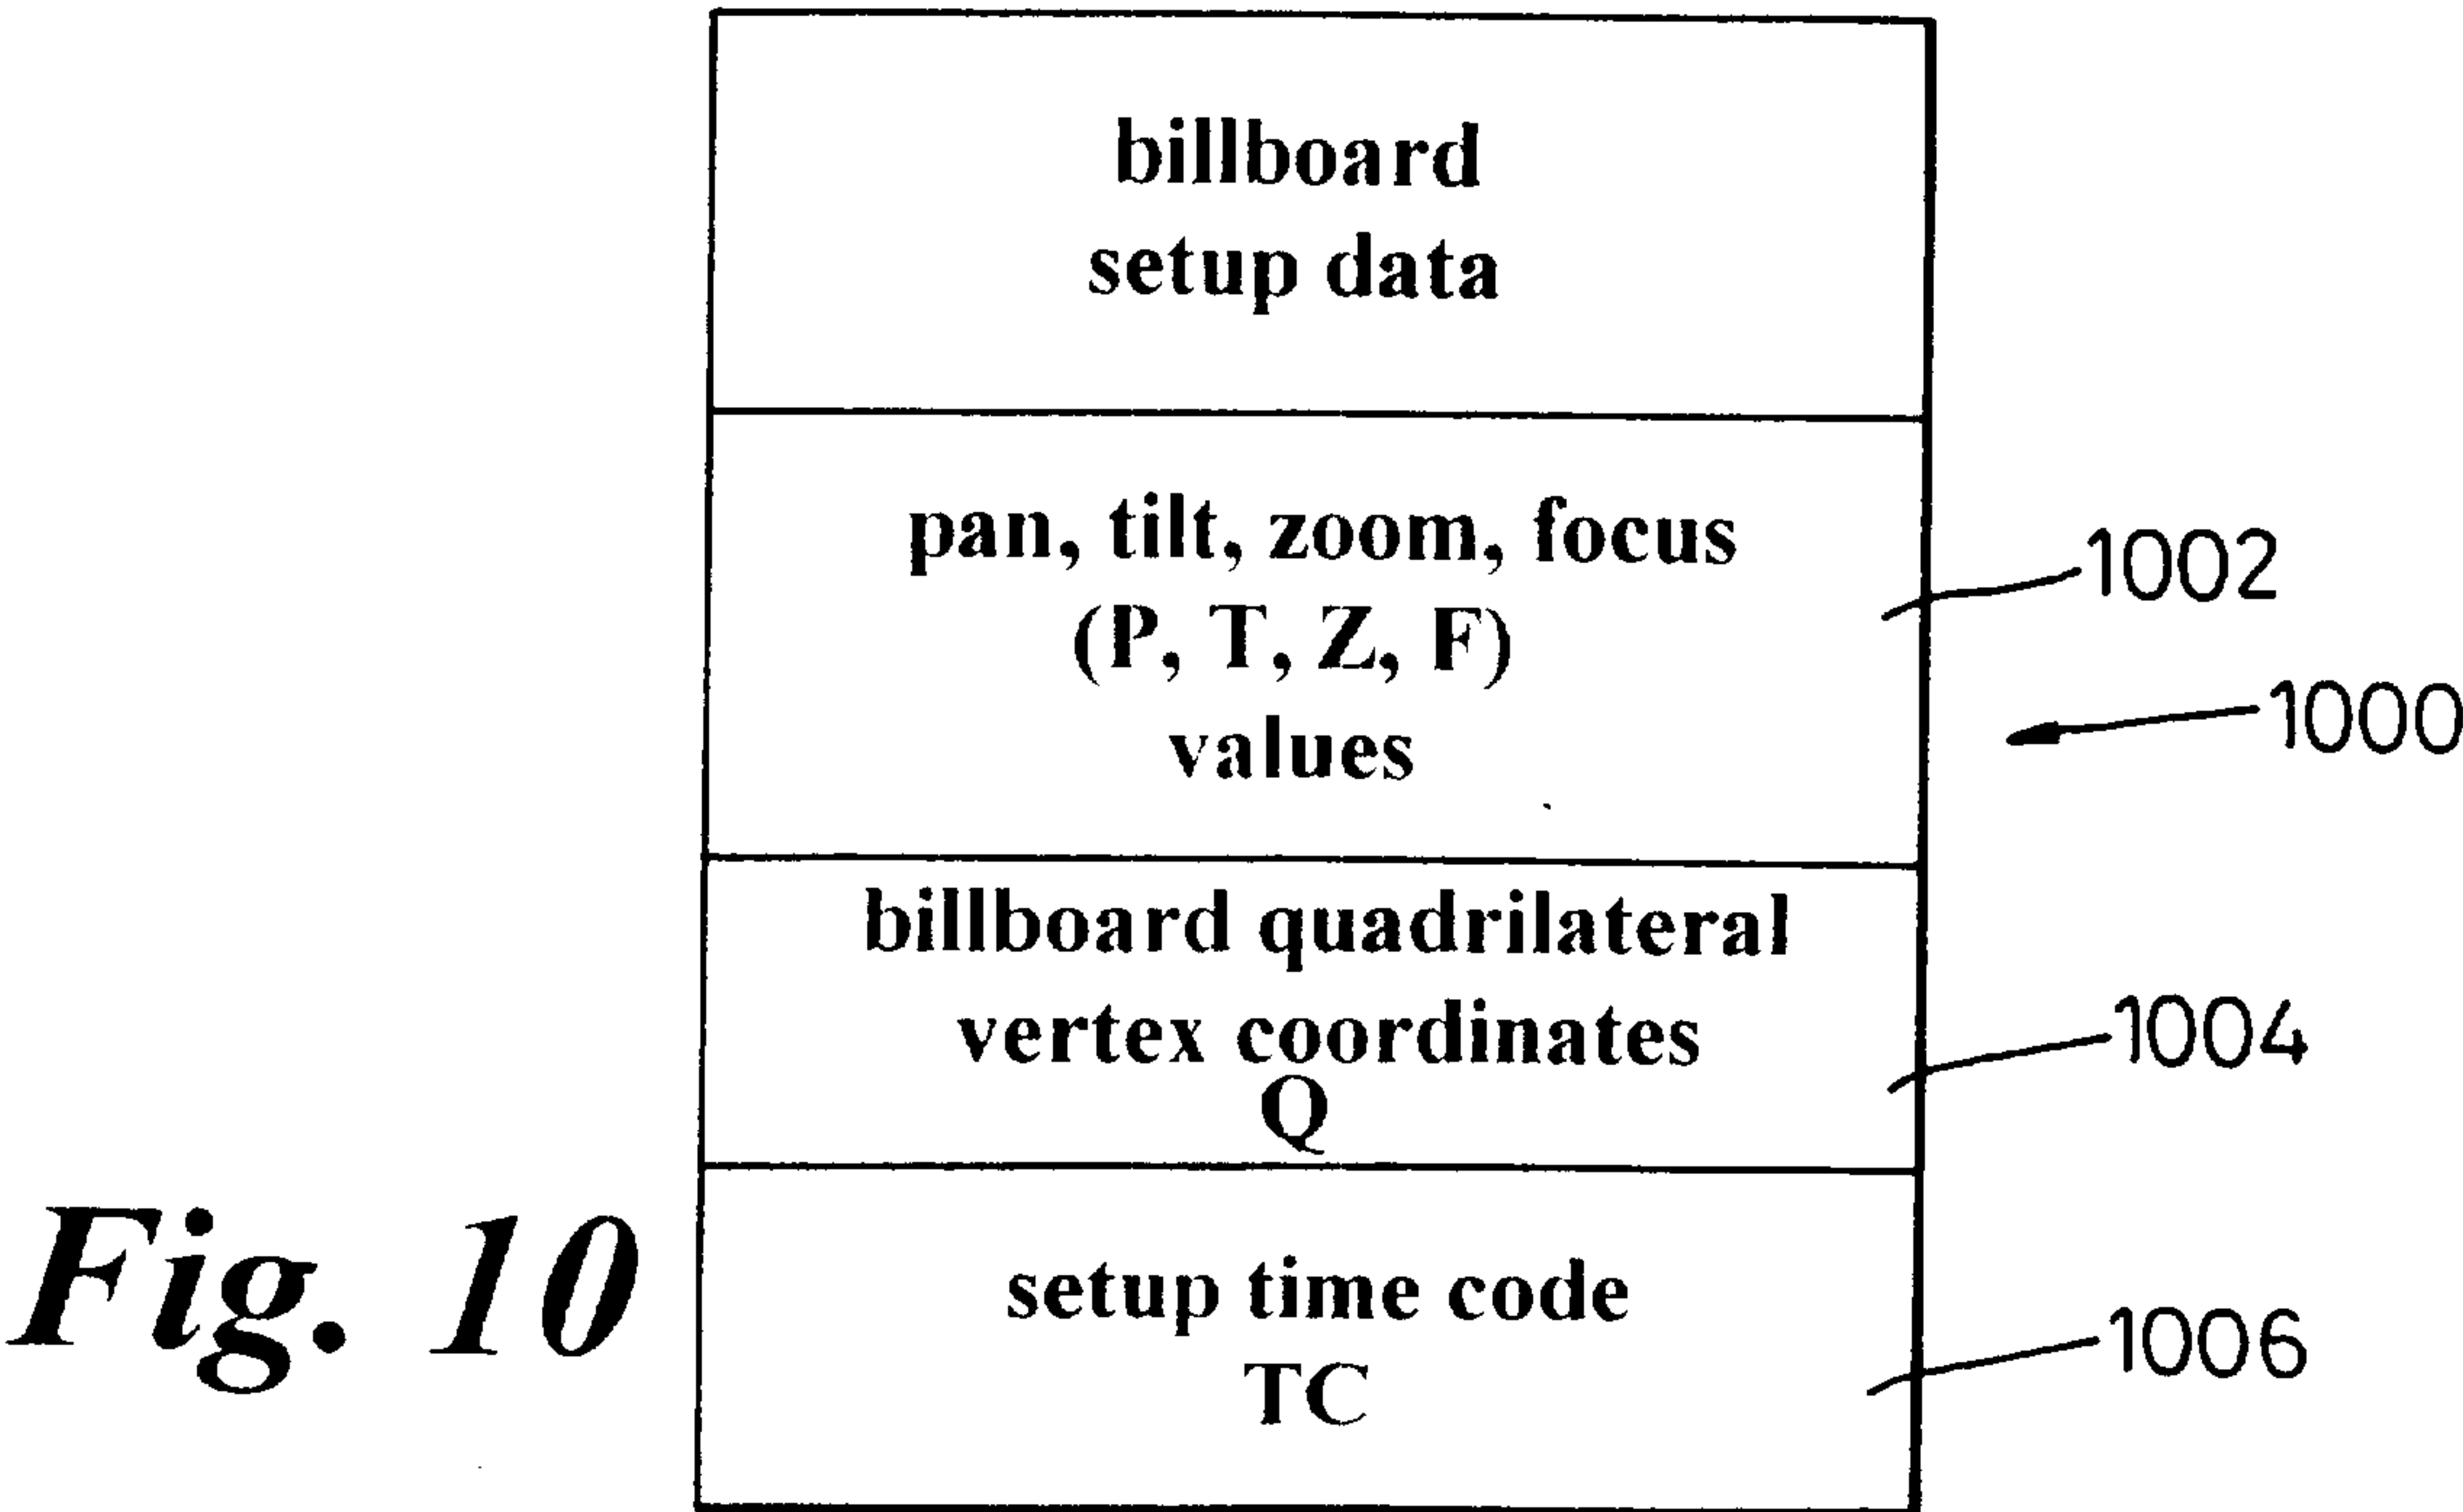 billboard
setup data
pan, tilt, zoom, focus
(P, T, Z, F)
values
1002
1000
billboard quadrilateral
vertex coordinates
Q
1004
setup time code
TC
1006
Fig. 10